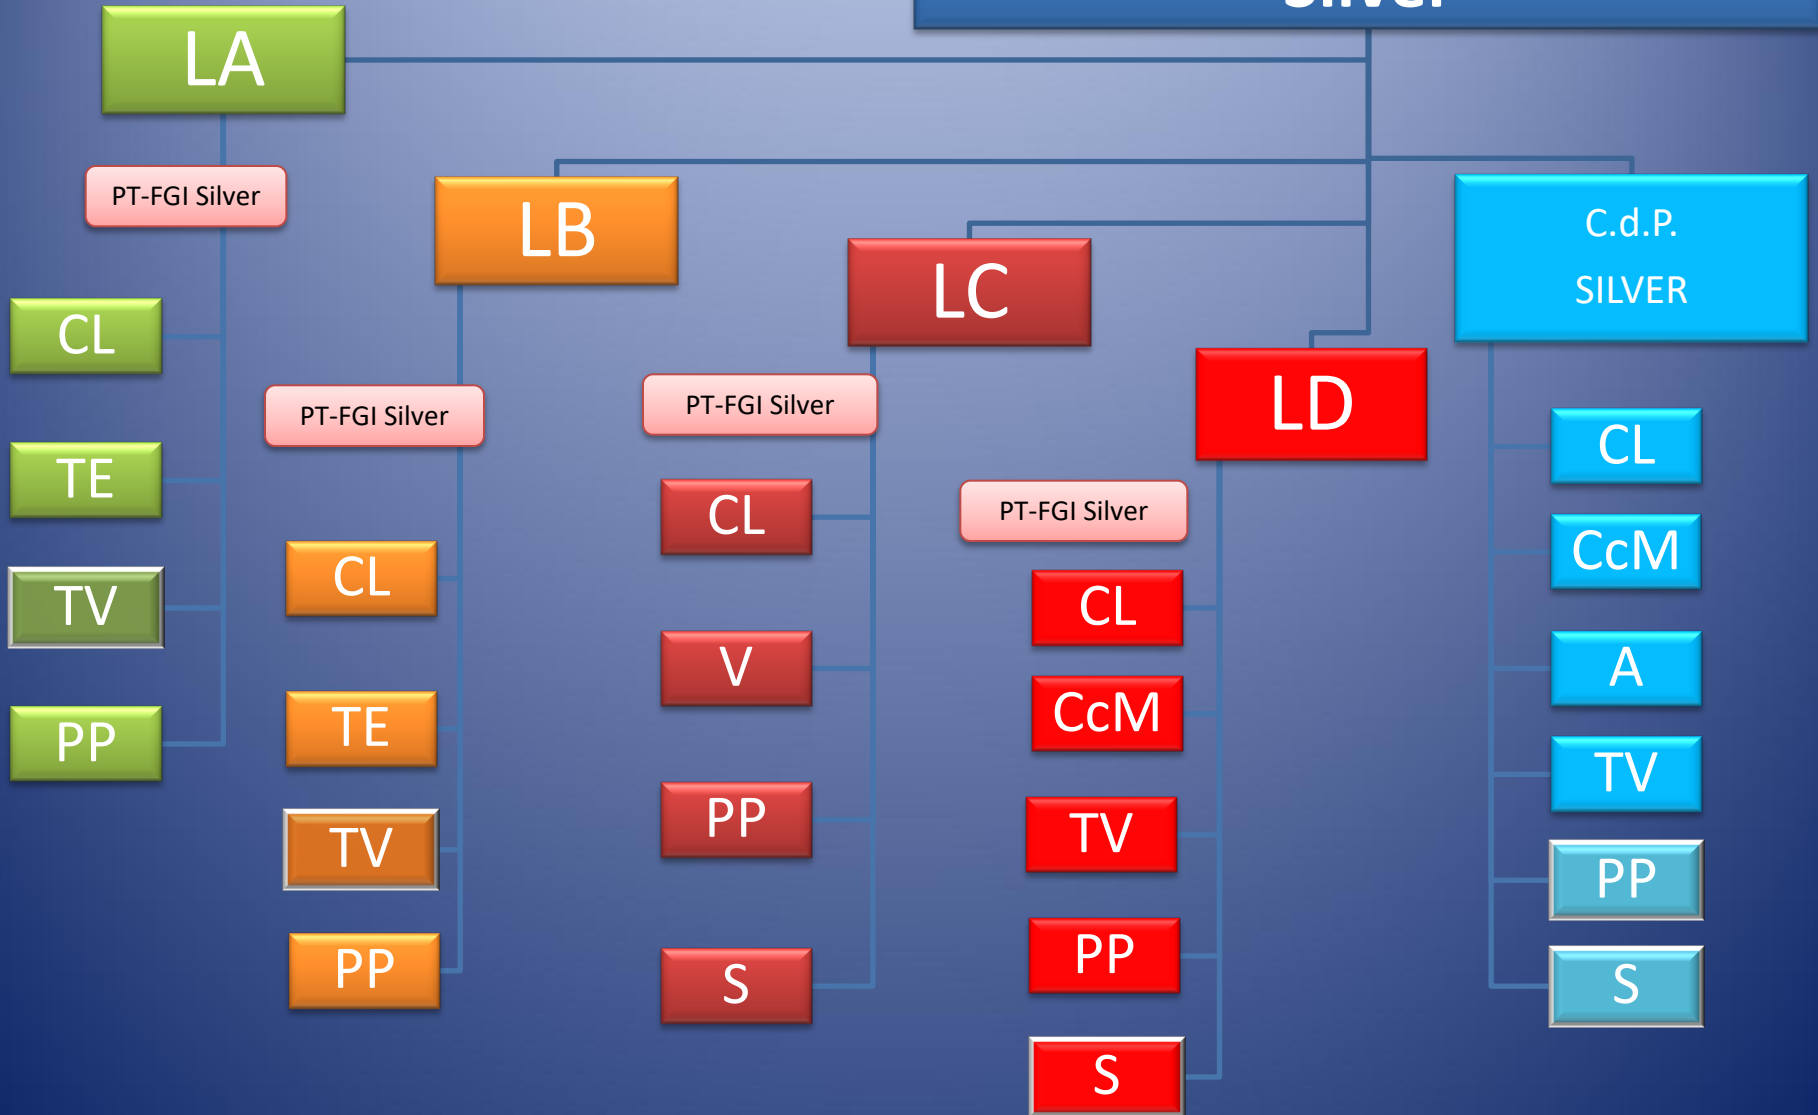 Silver
LA
PT-FGI Silver
CL
TE
TV
PP
LB
PT-FGI Silver
CL
TE
TV
PP
LC
PT-FGI Silver
CL
V
PP
S
LD
PT-FGI Silver
CL
CcM
TV
PP
S
C.d.P.
SILVER
CL
CcM
A
TV
PP
S